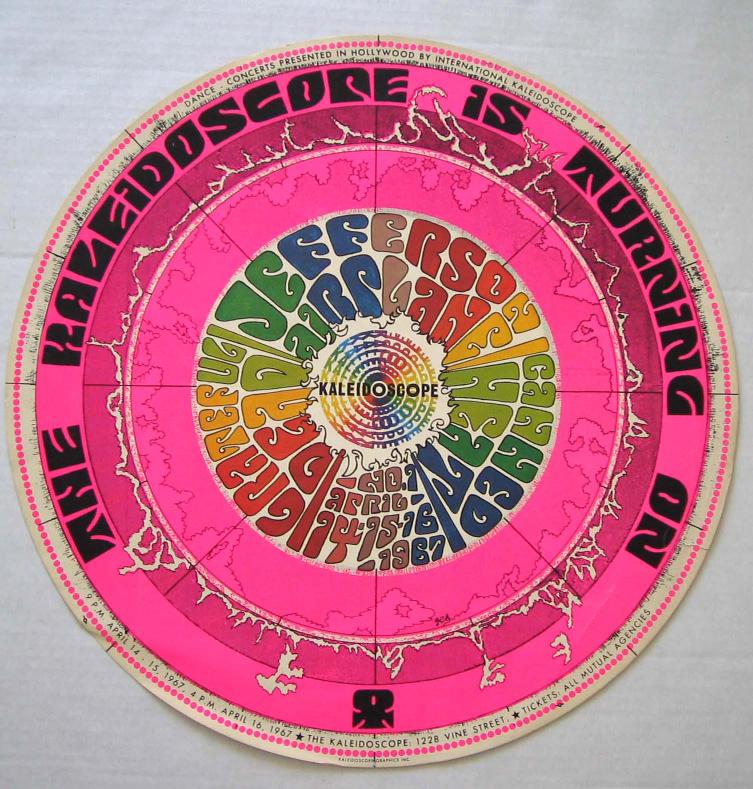 DANCE - CONCERTS PRESENTED IN HOLLYWOOD BY INTERNATIONAL KALEIDOSCOPE
THE KALEIDOSCOPE IS TURNING ON
JEFFERSON
AIRPLANE
GRATEFUL
DEAD
CANNED
HEAT
NO. 1
APRIL
14-15-16
-1967
KALEIDOSCOPE
9 P.M. APRIL 14 - 15, 1967, 4 P.M. APRIL 16, 1967 ★ THE KALEIDOSCOPE: 1228 VINE STREET, ★ TICKETS: ALL MUTUAL AGENCIES
KALEIDOSCOPE GRAPHICS INC.